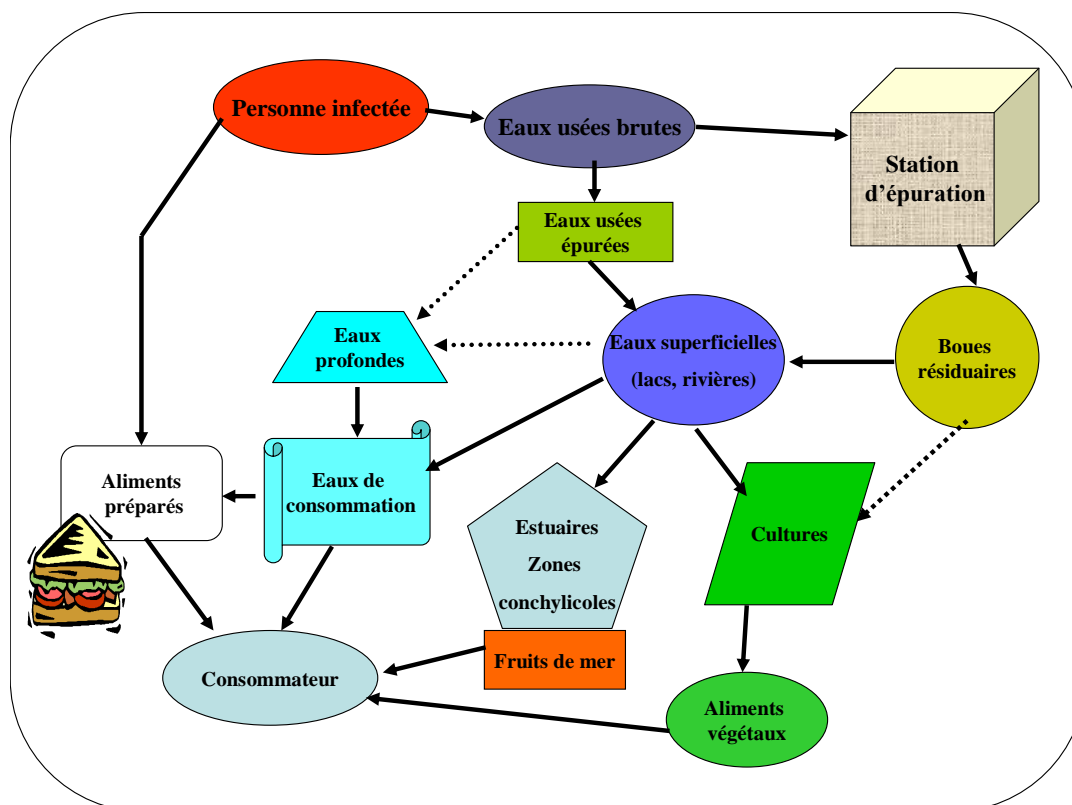 Personne infectée
Eaux usées brutes
Station
d'épuration
Eaux usées
épurées
Eaux
profondes
Eaux superficielles
(lacs, rivières)
Boues
résiduaires
Aliments
préparés
Eaux de
consommation
Estuaires
Zones
conchylicoles
Cultures
Fruits de mer
Consommateur
Aliments
végétaux